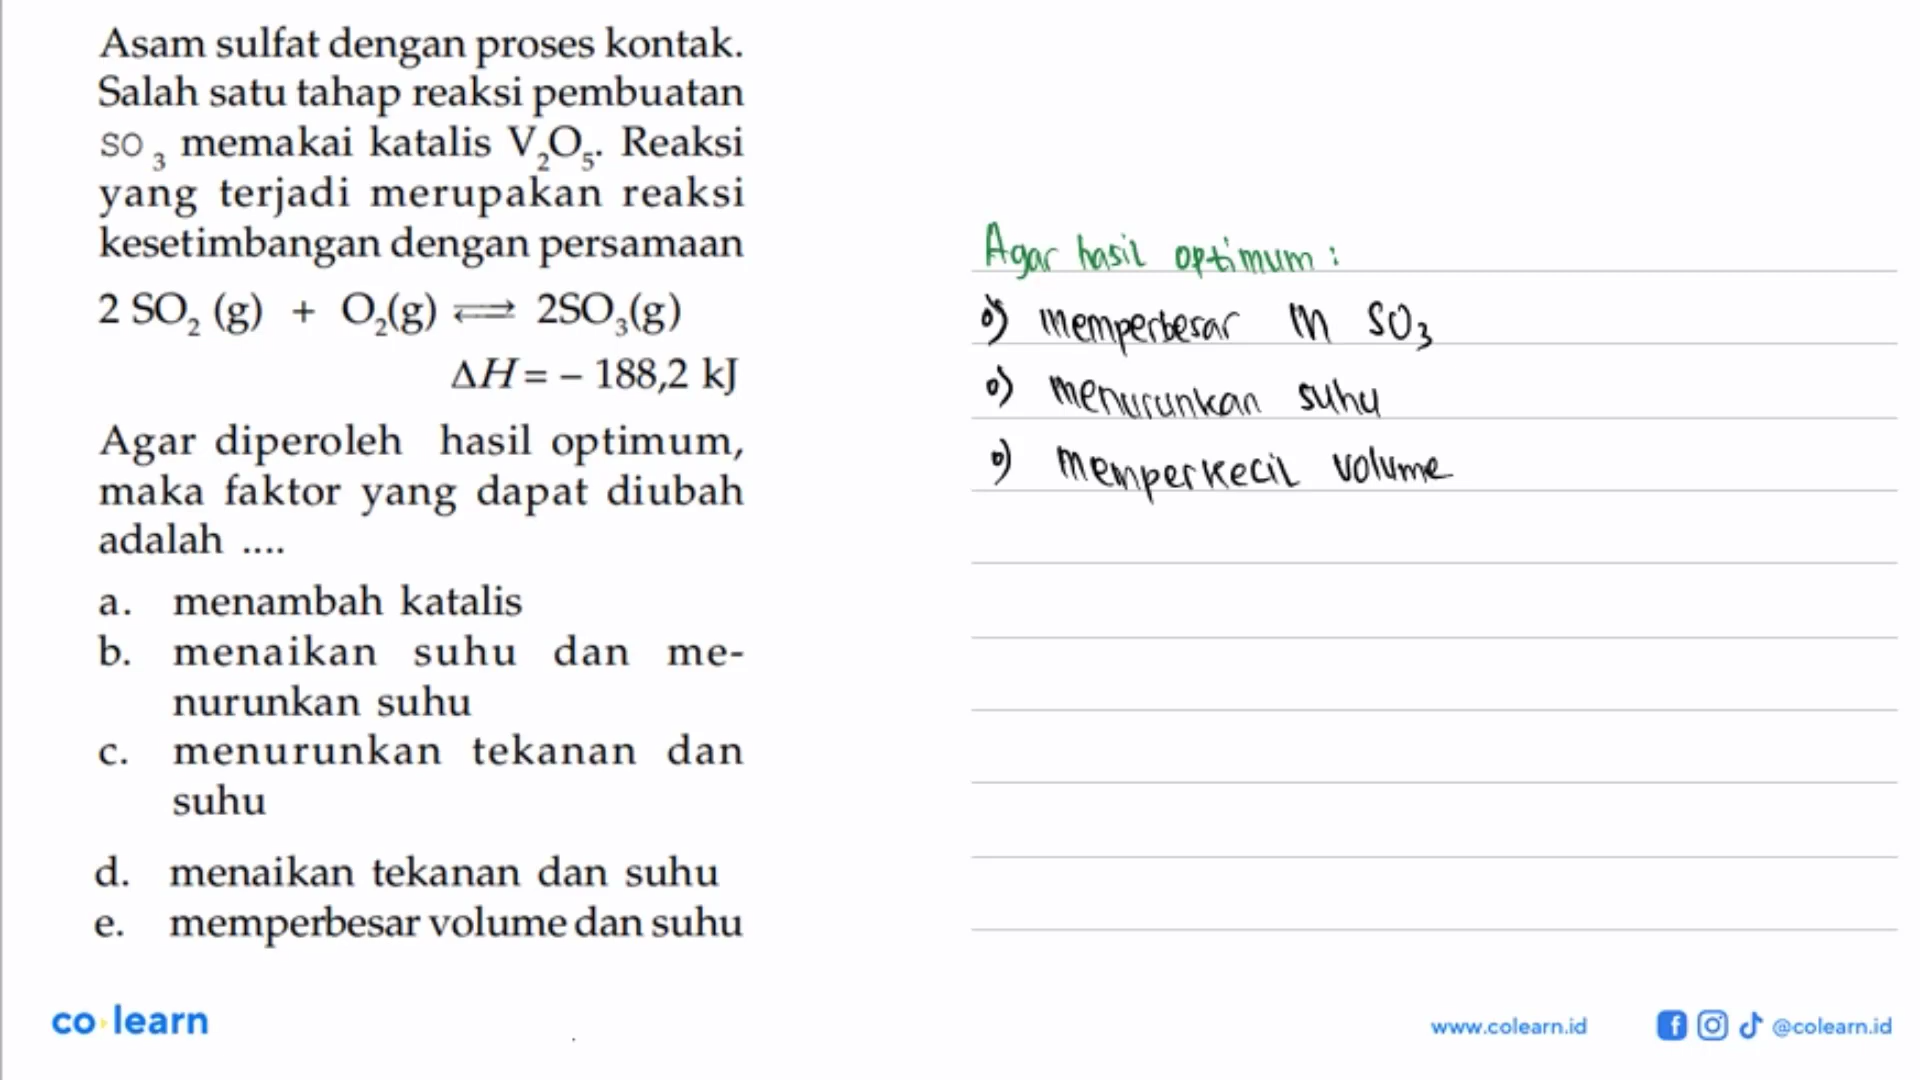 Asam sulfat dengan proses kontak.
Salah satu tahap reaksi pembuatan
SO₃ memakai katalis V₂O₅. Reaksi
yang terjadi merupakan reaksi
kesetimbangan dengan persamaan
2 SO₂ (g) + O₂(g) ⇌ 2SO₃(g)
ΔH = – 188,2 kJ
Agar diperoleh hasil optimum,
maka faktor yang dapat diubah
adalah ....
a. menambah katalis
b. menaikan suhu dan me-
nurunkan suhu
c. menurunkan tekanan dan
suhu
d. menaikan tekanan dan suhu
e. memperbesar volume dan suhu
Agar hasil optimum :
o) memperbesar m SO₃
o) menurunkan suhu
o) memperkecil volume
co learn
www.colearn.id
@colearn.id